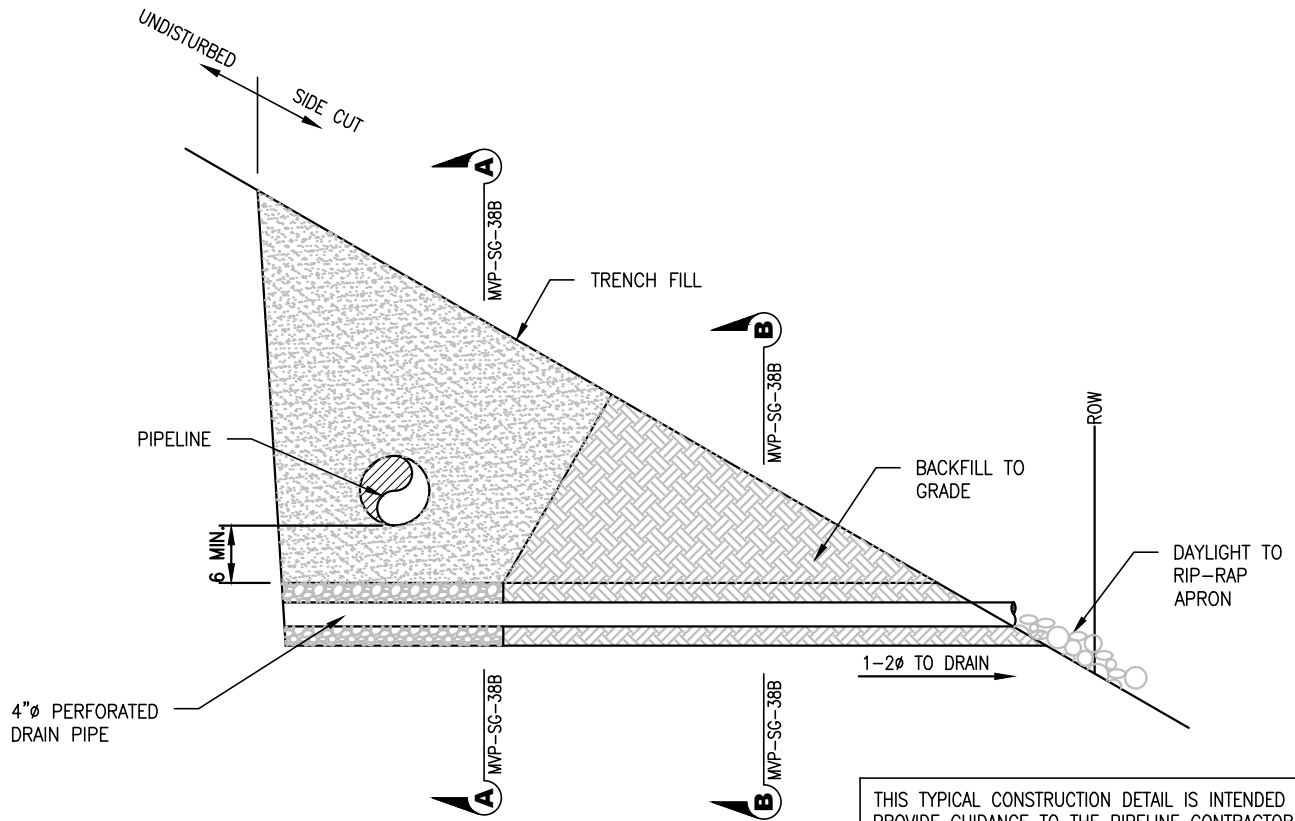 UNDISTURBED
SIDE CUT
A
MVP-SG-38B
TRENCH FILL
B
MVP-SG-38B
ROW
PIPELINE
BACKFILL TO
GRADE
6 MIN.
DAYLIGHT TO
RIP-RAP
APRON
1-2ø TO DRAIN
4"ø PERFORATED
DRAIN PIPE
MVP-SG-38B
A
MVP-SG-38B
B
THIS TYPICAL CONSTRUCTION DETAIL IS INTENDED
PROVIDE GUIDANCE TO THE PIPELINE CONTRACTOR